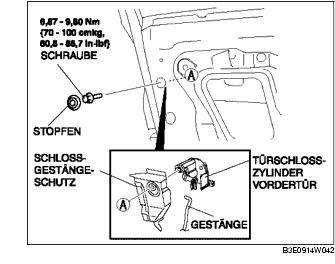 6,87 - 9,80 Nm
{70 - 100 cmkg,
60,8 - 86,7 in·lbf}
SCHRAUBE
A
STOPFEN
SCHLOSS-
GESTÄNGE-
SCHUTZ
TÜRSCHLOSS-
ZYLINDER
VORDERTÜR
A
GESTÄNGE
B3E0914W042